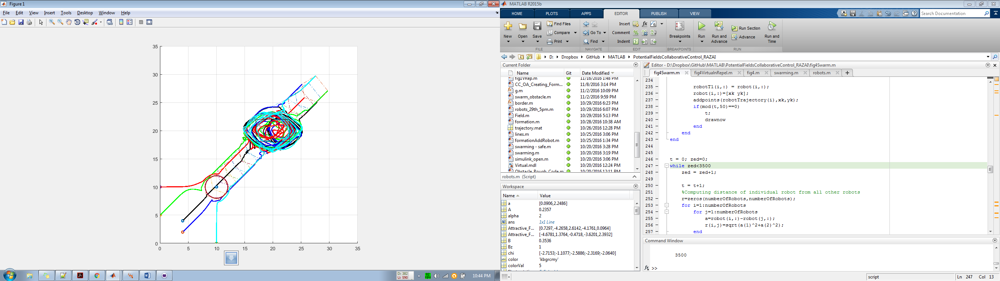 Figure 1
File Edit View Insert Tools Desktop Window Help
35
30
25
20
15
10
5
0
0 5 10 15 20 25 30 35
D: 382
U: 590
82
cpu
10:44 PM
MATLAB R2015b
HOME PLOTS APPS EDITOR PUBLISH VIEW
Search Documentation
New Open Save
Find Files
Compare
Print
Go To
Find
Insert
Comment
Indent
Breakpoints
Run
Run and Advance
Run Section
Advance
Run and Time
FILE NAVIGATE EDIT BREAKPOINTS RUN
D: Dropbox GitHub MATLAB PotentialFieldsCollaborativeControl_RAZAI
Current Folder
Name Git Date Modified
fig1VRep.m 11/16/2016 1:48 PM
CC_OA_Creating_Form... 11/8/2016 3:14 PM
g.m 11/2/2016 10:09 PM
swarm_obstacle.m 11/2/2016 9:59 PM
border.m 10/29/2016 6:23 PM
robots_29th_5pm.m 10/29/2016 6:07 PM
Field.m 10/29/2016 5:13 PM
formation.m 10/28/2016 10:38 AM
trajectory.mat 10/26/2016 12:28 PM
lines.m 10/25/2016 3:06 PM
formationAddRobot.m 10/25/2016 1:34 PM
swarming - safe.m 10/20/2016 3:28 PM
swarming.m 10/20/2016 3:19 PM
simulink_open.m 10/20/2016 3:06 PM
Virtual.mdl 10/20/2016 12:24 PM
Obstacle_Rough_Code.m 10/20/2016 12:11 PM
robots.m (Script)
Workspace
Name Value
a [0.0906,2.2486]
A 0.2357
alpha 2
ans 1x1 Line
Attractive_F... [0.7297,-4.2658,2.6142,-4.1761,0.0964]
Attractive_F... [-4.6781,1.3764,-0.4718,-3.6201,2.3932]
B 0.3536
Bz 1
chi [-2.7153;-1.1077;-2.5886;-2.3169;-2.0640]
color 'kbgrcmy'
colorVal 5
Editor - D:\Dropbox\GitHub\MATLAB\PotentialFieldsCollaborativeControl_RAZAI\fig4Swarm.m
fig4Swarm.m fig4VirtualnRepel.m fig4.m swarming.m robots.m +
234
235 robotT1(i,:) = robot(i,:);
236 robot(i,:)=[xk yk];
237 addpoints(robotTrajectory(i),xk,yk);
238 if(mod(t,50)==0)
239 t;
240 drawnow
241 end
242 end
243 end
244
245
246 t = 0; zed=0;
247 while zed<3500
248 zed = zed+1;
249
250 t = t+1;
251 %Computing distance of individual robot from all other robots
252 r=zeros(numberOfRobots,numberOfRobots);
253 for i=1:numberOfRobots
254 for j=1:numberOfRobots
255 a=robot(i,:)-robot(j,:);
256 r(i,j)=sqrt(a(1)^2+a(2)^2);
257 end
Command Window
3500
fx >>
script Ln 247 Col 13